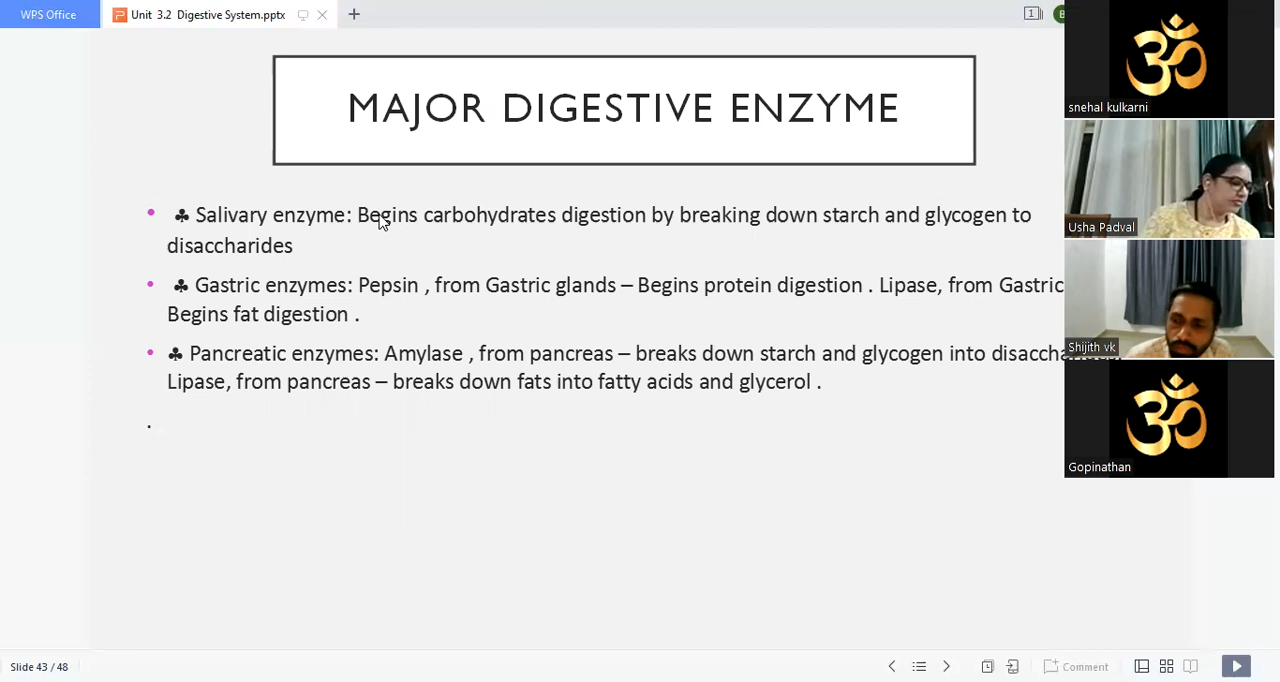 WPS Office
Unit 3.2 Digestive System.pptx
1
snehal kulkarni
MAJOR DIGESTIVE ENZYME
• ♣ Salivary enzyme: Begins carbohydrates digestion by breaking down starch and glycogen to
disaccharides
Usha Padval
• ♣ Gastric enzymes: Pepsin , from Gastric glands – Begins protein digestion . Lipase, from Gastric
Begins fat digestion .
Shijith vk
• ♣ Pancreatic enzymes: Amylase , from pancreas – breaks down starch and glycogen into
Lipase, from pancreas – breaks down fats into fatty acids and glycerol .
.
Gopinathan
Slide 43 / 48
Comment